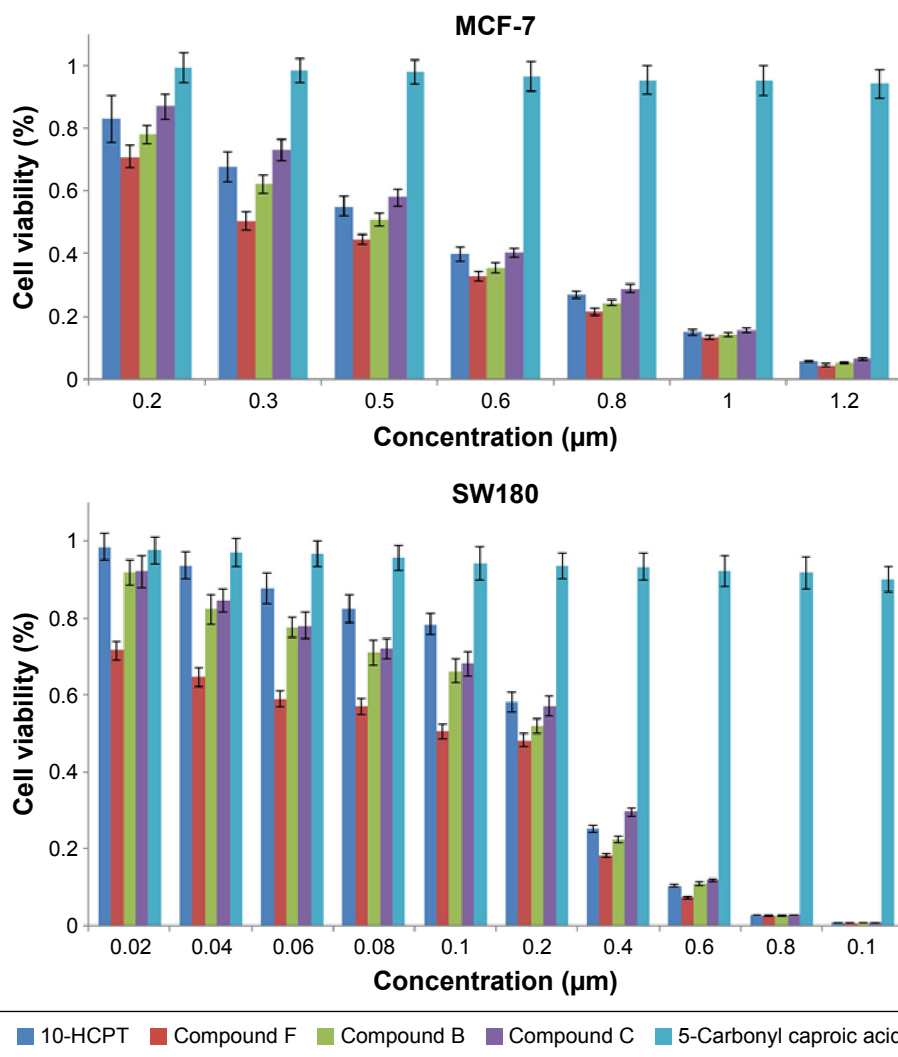 MCF-7
Cell viability (%)
1
0.8
0.6
0.4
0.2
0
0.2 0.3 0.5 0.6 0.8 1 1.2
Concentration (µm)
SW180
Cell viability (%)
1
0.8
0.6
0.4
0.2
0
0.02 0.04 0.06 0.08 0.1 0.2 0.4 0.6 0.8 0.1
Concentration (µm)
10-HCPT Compound F Compound B Compound C 5-Carbonyl caproic acid